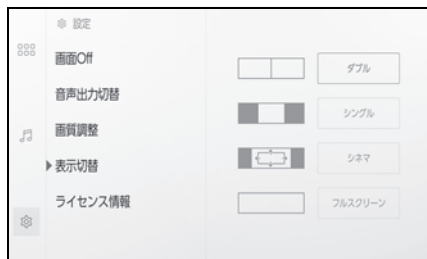 設定
画面Off
音声出力切替
画質調整
表示切替
ライセンス情報
ダブル
シングル
シネマ
フルスクリーン